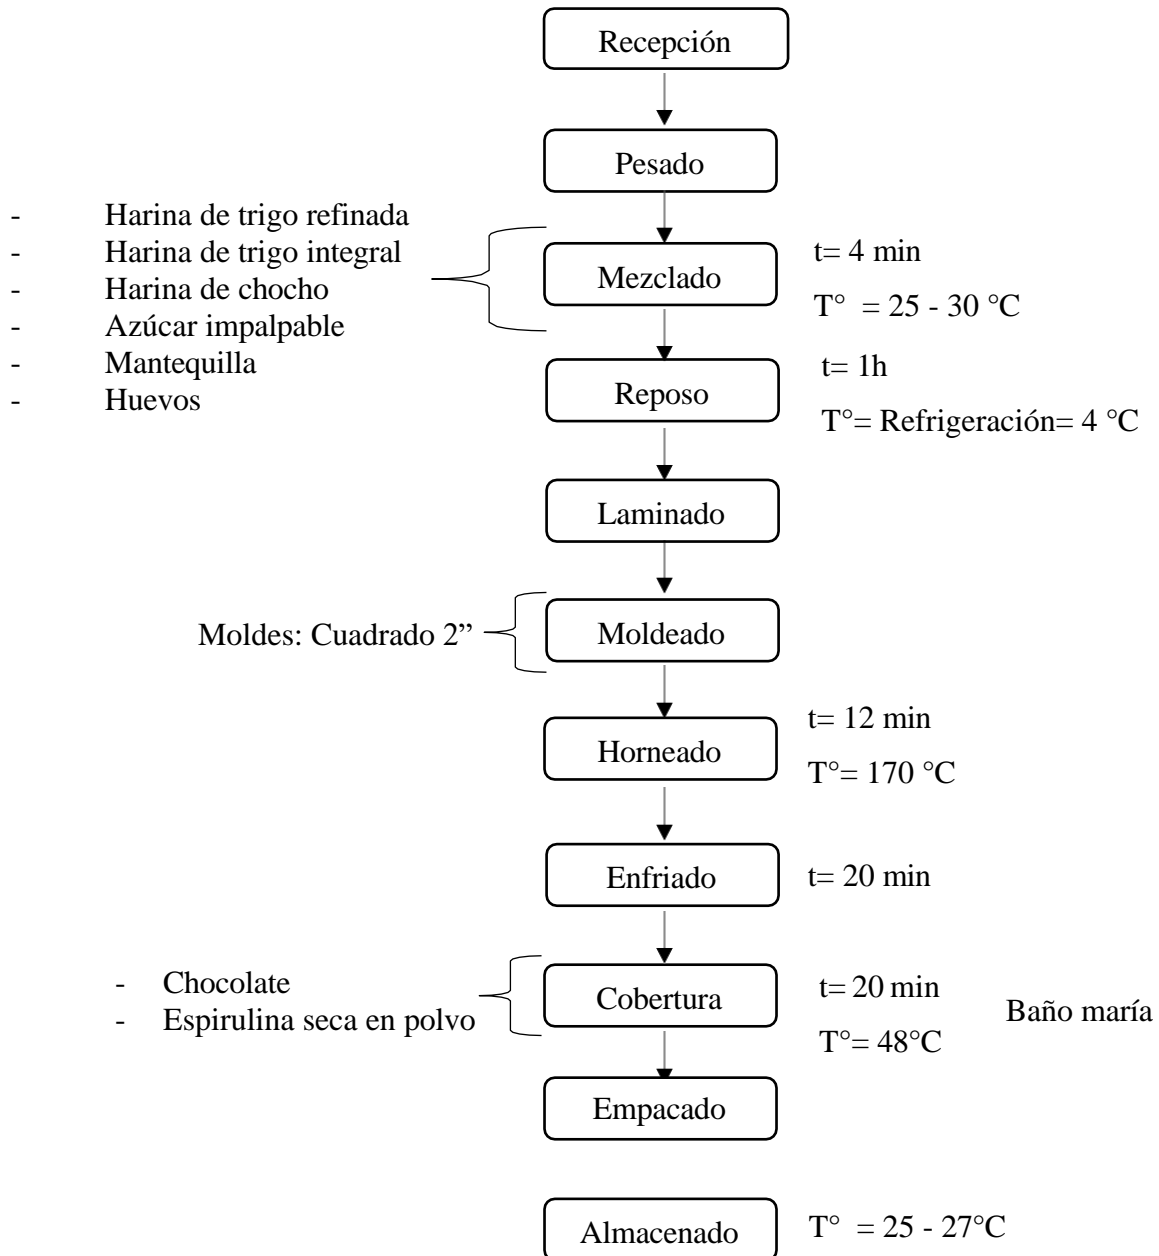 Recepción
Pesado
- Harina de trigo refinada
- Harina de trigo integral
- Harina de chocho
- Azúcar impalpable
- Mantequilla
- Huevos
Mezclado
t= 4 min
T° = 25 - 30 °C
Reposo
t= 1h
T°= Refrigeración= 4 °C
Laminado
Moldes: Cuadrado 2”
Moldeado
Horneado
t= 12 min
T°= 170 °C
Enfriado
t= 20 min
- Chocolate
- Espirulina seca en polvo
Cobertura
t= 20 min
T°= 48°C
Baño maría
Empacado
Almacenado
T° = 25 - 27°C